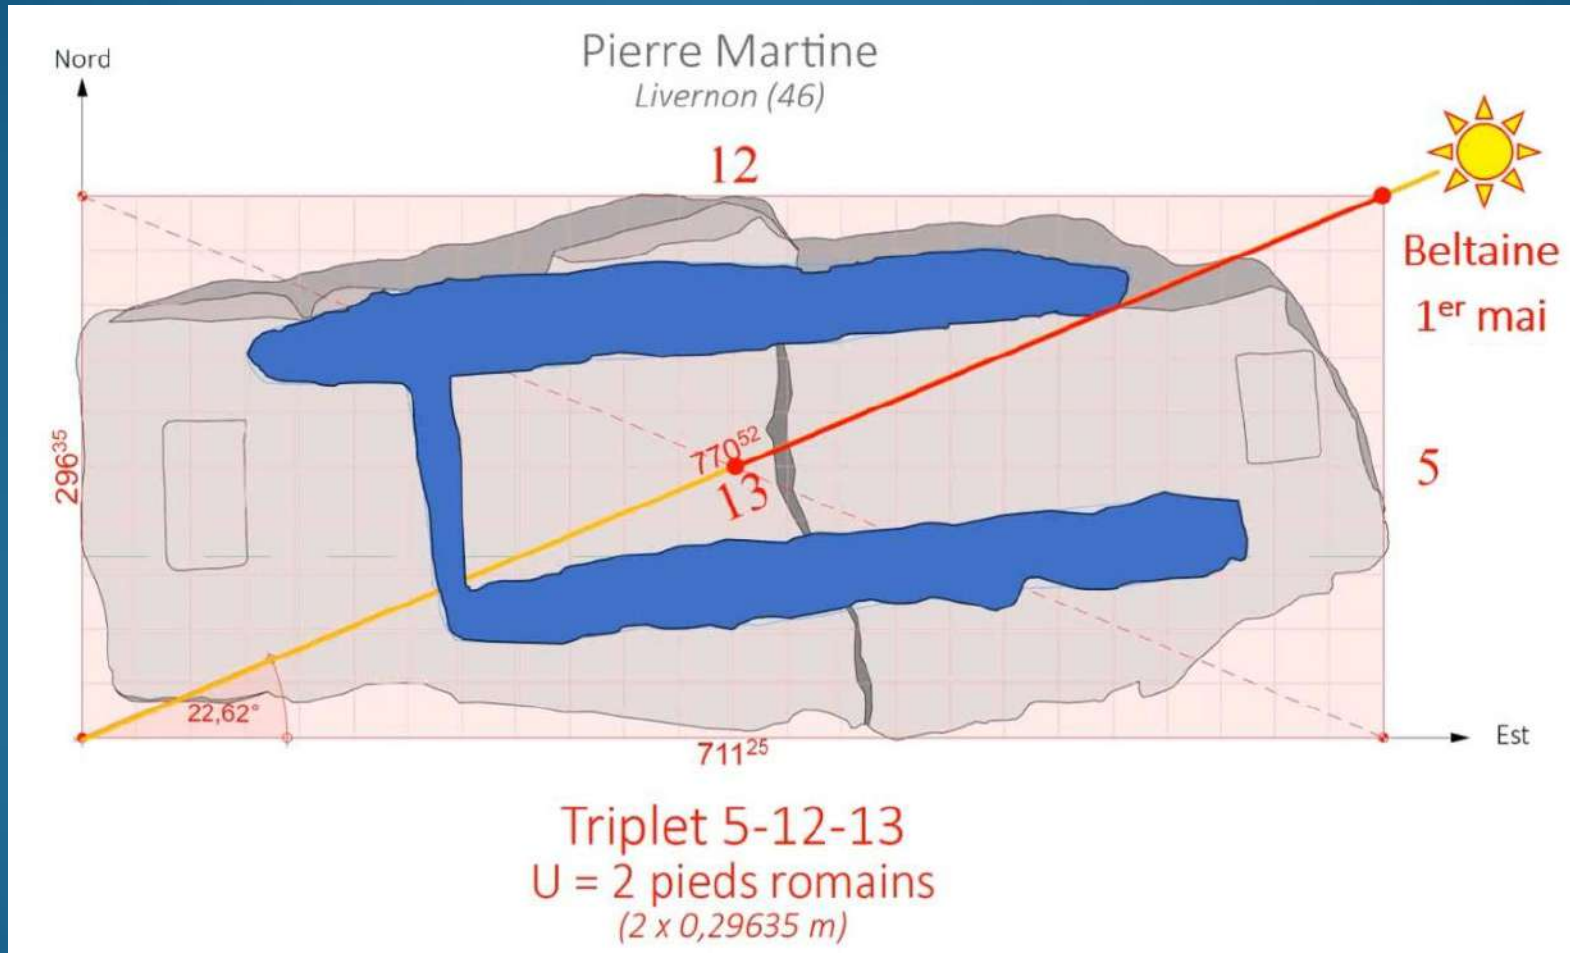 Nord
Pierre Martine
Livernon (46)
12
Beltaine
1er mai
296³⁵
770⁵²
13
5
22,62°
711²⁵
Est
Triplet 5-12-13
U = 2 pieds romains
(2 x 0,29635 m)